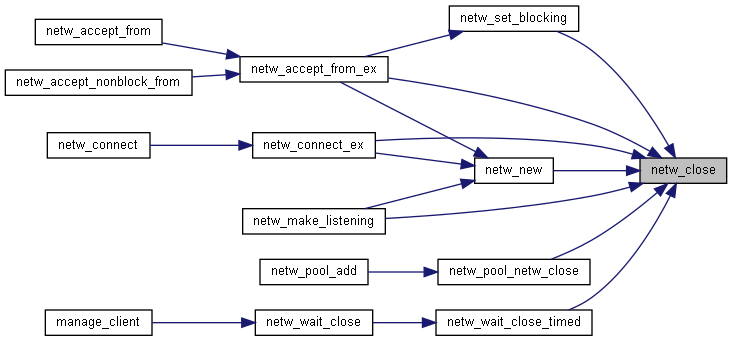 netw_set_blocking
netw_accept_from
netw_accept_from_ex
netw_accept_nonblock_from
netw_connect
netw_connect_ex
netw_new
netw_close
netw_make_listening
netw_pool_add
netw_pool_netw_close
manage_client
netw_wait_close
netw_wait_close_timed